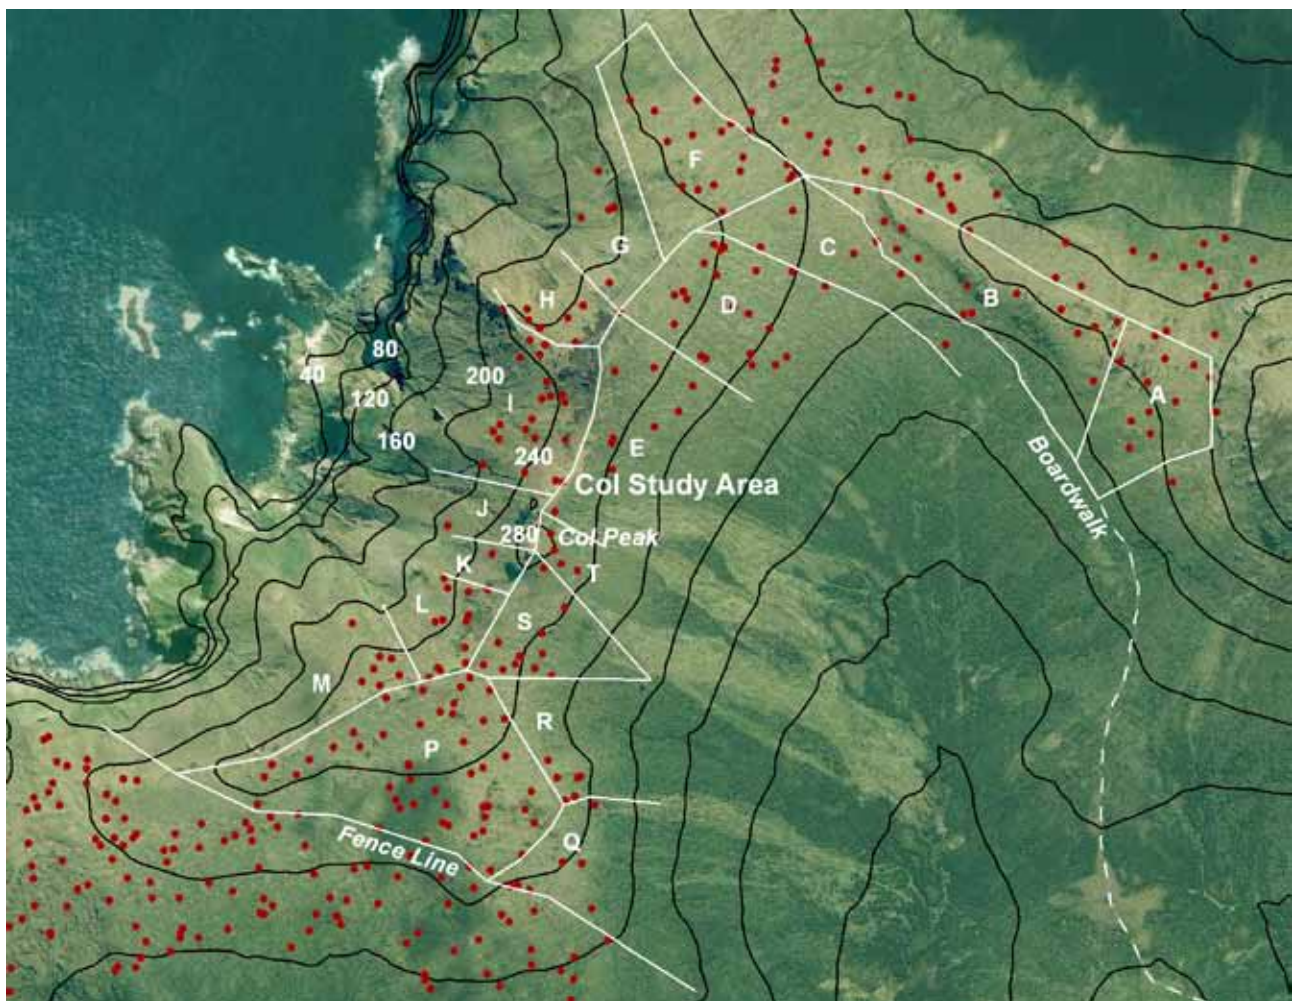 F
C
G
B
H
D
80
40
200
120
I
A
160
240
E
Col Study Area
Boardwalk
J
280
Col Peak
K
T
L
S
M
R
P
Fence Line
Q